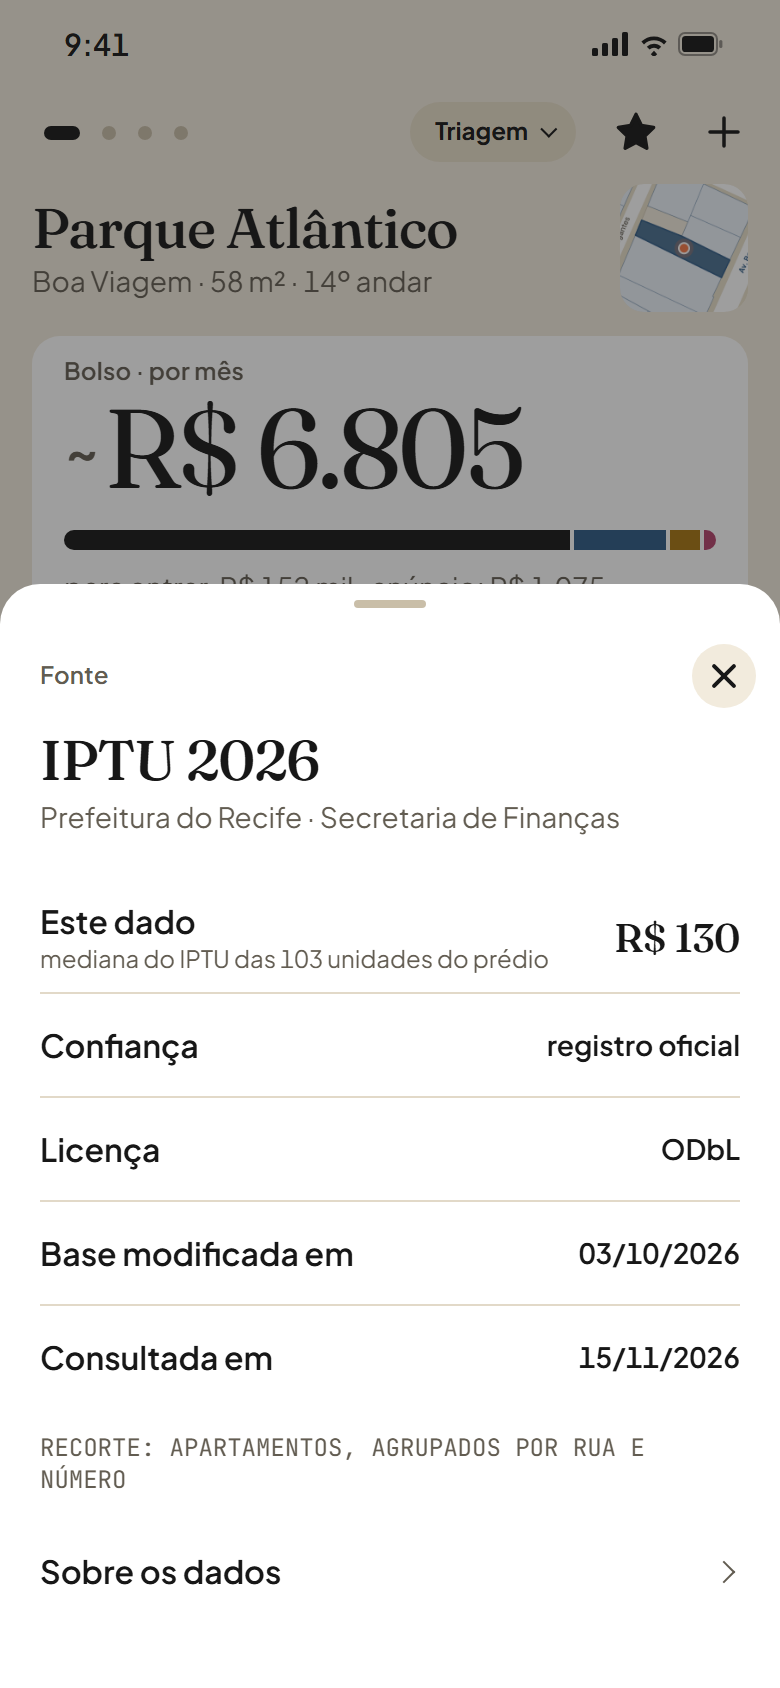 9:41
Triagem
Parque Atlântico
Boa Viagem · 58 m² · 14º andar
Bolso · por mês
~R$ 6.805
Fonte
IPTU 2026
Prefeitura do Recife · Secretaria de Finanças
Este dado
mediana do IPTU das 103 unidades do prédio
R$ 130
Confiança registro oficial
Licença ODbL
Base modificada em 03/10/2026
Consultada em 15/11/2026
RECORTE: APARTAMENTOS, AGRUPADOS POR RUA E
NÚMERO
Sobre os dados